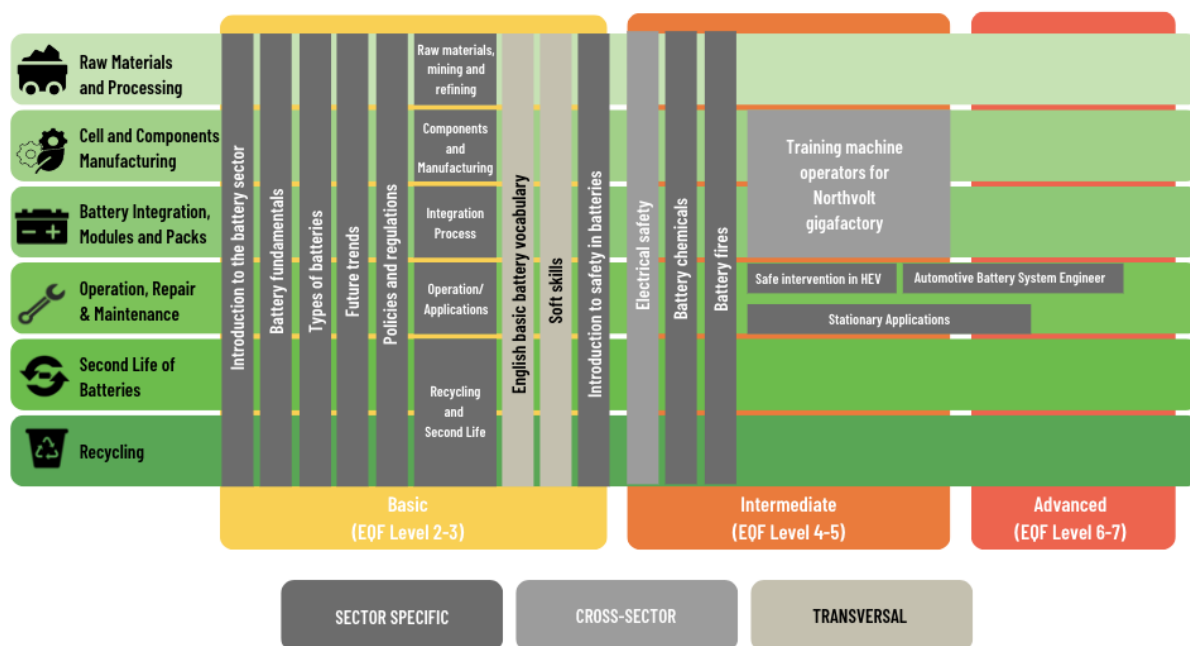 Raw Materials
and Processing
Cell and Components
Manufacturing
Battery Integration,
Modules and Packs
Operation, Repair
& Maintenance
Second Life of
Batteries
Recycling
Introduction to the battery sector
Battery fundamentals
Types of batteries
Future trends
Policies and regulations
Raw materials,
mining and
refining
Components
and
Manufacturing
Integration
Process
Operation/
Applications
Recycling
and
Second Life
English basic battery vocabulary
Soft skills
Introduction to safety in batteries
Electrical safety
Battery chemicals
Battery fires
Training machine
operators for
Northvolt
gigafactory
Safe intervention in HEV
Automotive Battery System Engineer
Stationary Applications
Basic
(EQF Level 2-3)
Intermediate
(EQF Level 4-5)
Advanced
(EQF Level 6-7)
SECTOR SPECIFIC
CROSS-SECTOR
TRANSVERSAL